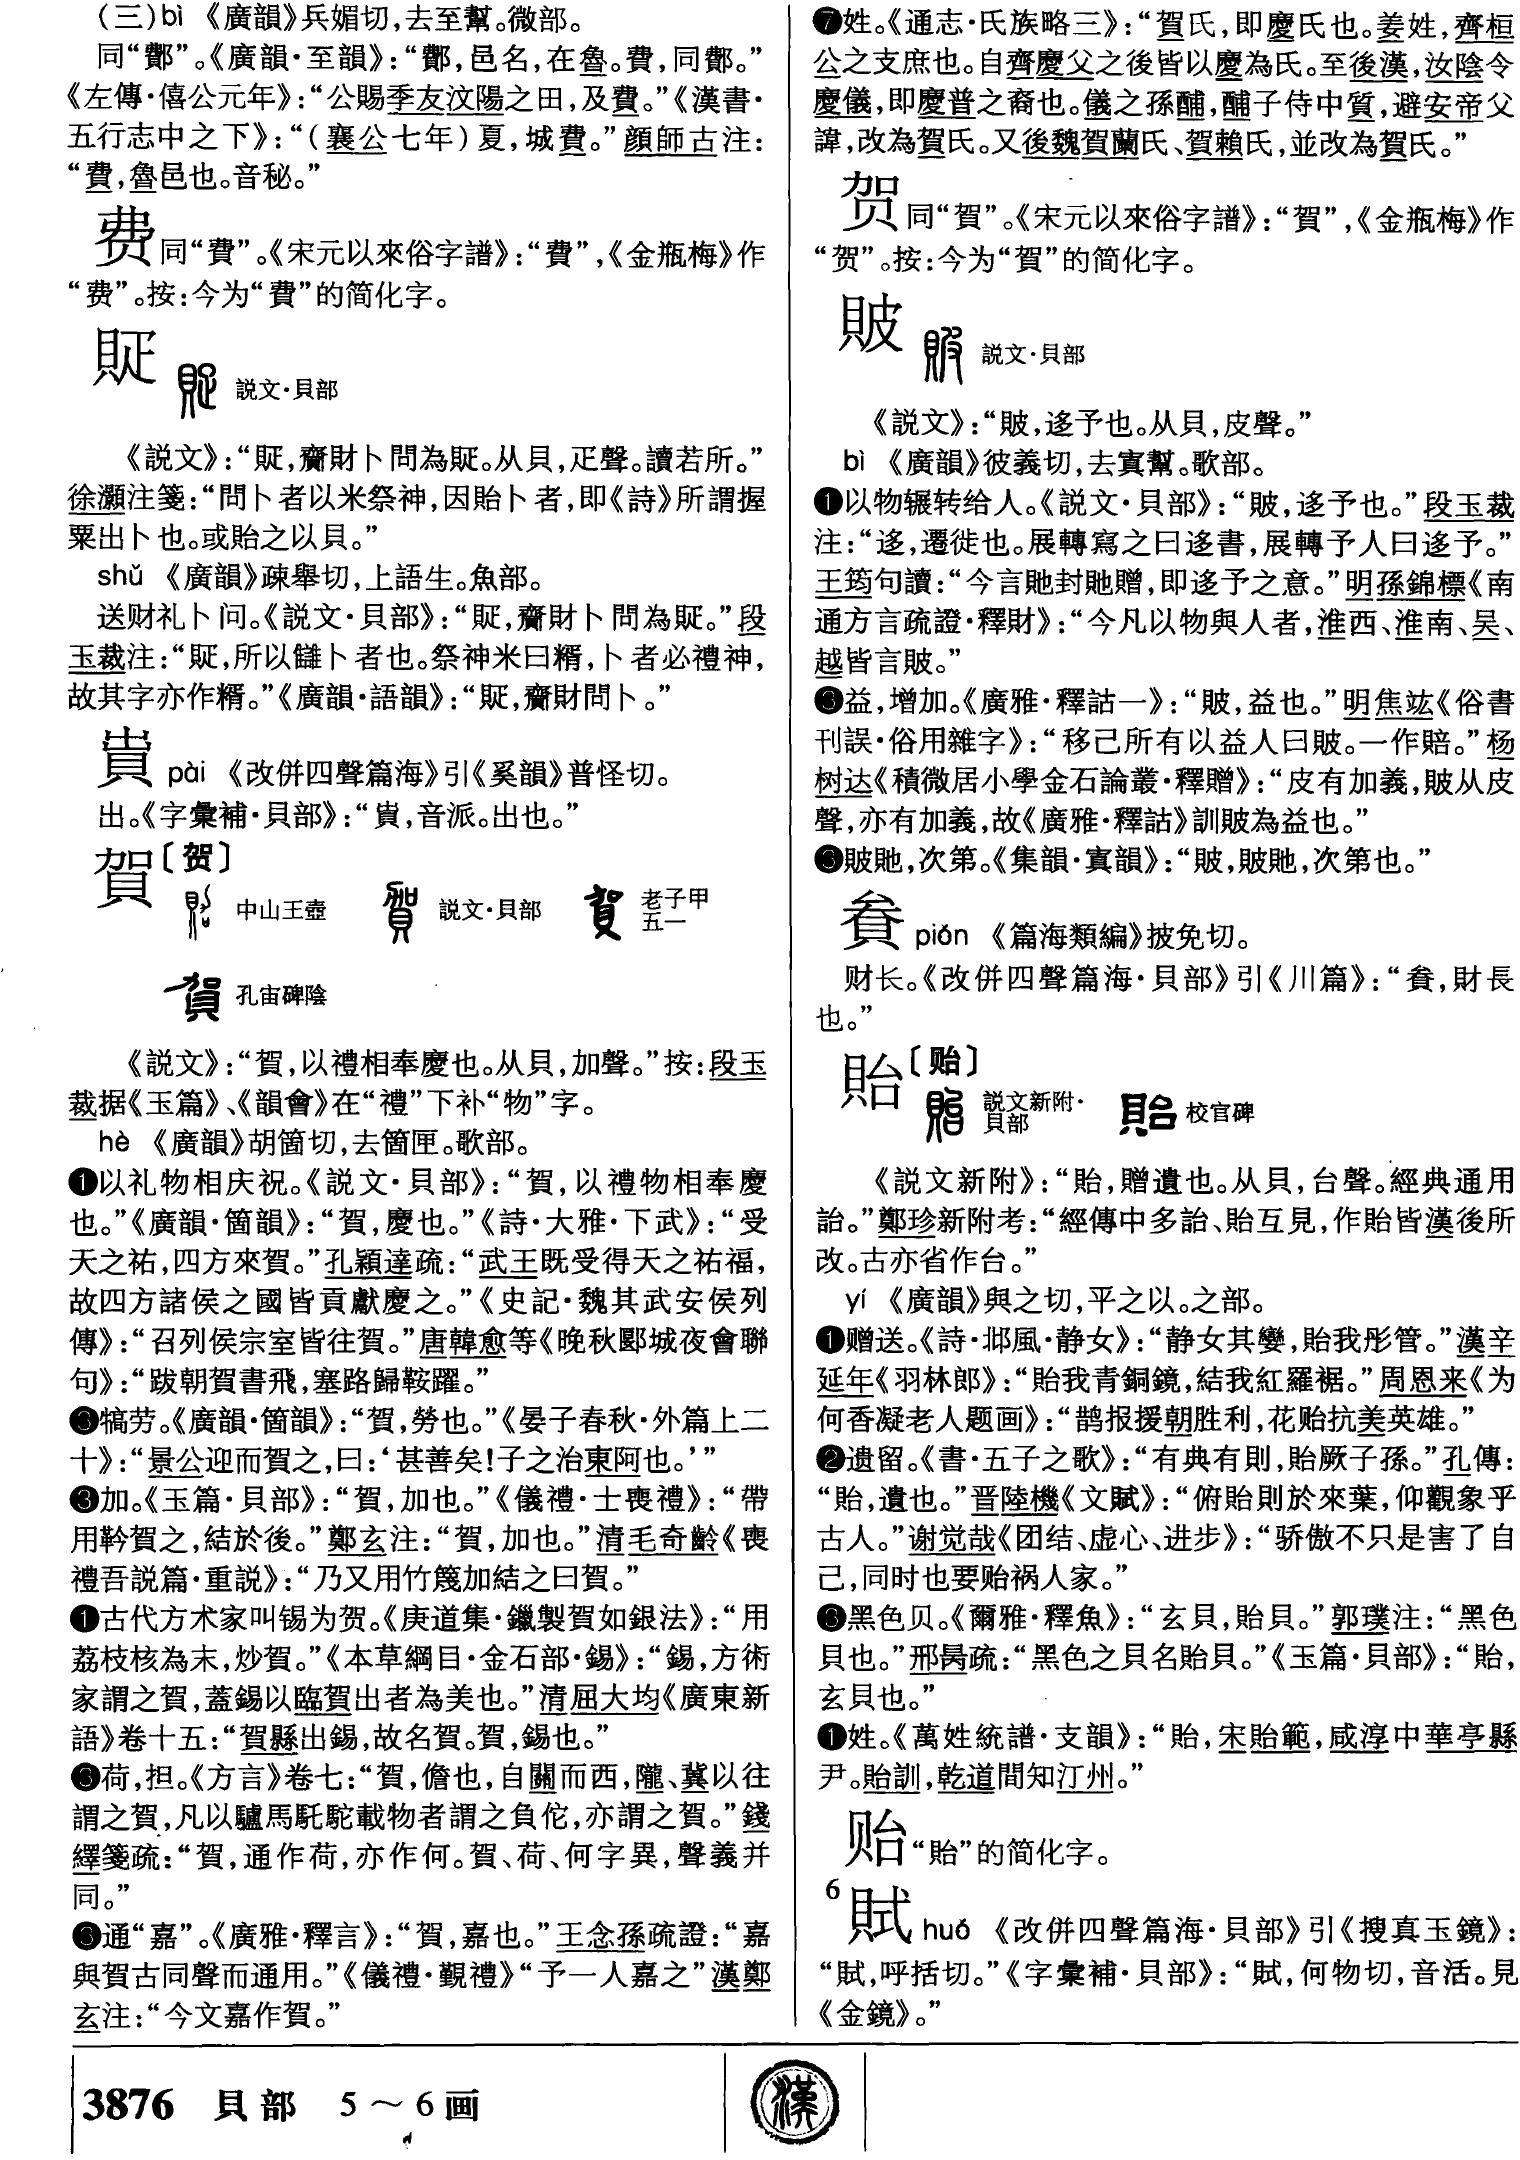 (三)bì 《廣韻》兵媚切,去至幫。微部。
同“鄪”。《廣韻·至韻》:“鄪,邑名,在魯。費,同鄪。”
《左傳·僖公元年》:“公賜季友汶陽之田,及費。”《漢書·
五行志中之下》:“(襄公七年)夏,城費。”顔師古注:
“費,魯邑也。音秘。”
费 同“費”。《宋元以來俗字譜》:“費”,《金瓶梅》作
“费”。按:今为“費”的简化字。
𧵈 説文·貝部
《説文》:“𧵈,齎財卜問為𧵈。从貝,疋聲。讀若所。”
徐灝注箋:“問卜者以米祭神,因貽卜者,即《詩》所謂握
粟出卜也。或貽之以貝。”
shǔ 《廣韻》疎舉切,上語生。魚部。
送财礼卜问。《説文·貝部》:“𧵈,齎財卜問為𧵈。”段
玉裁注:“𧵈,所以讎卜者也。祭神米曰糈,卜者必禮神,
故其字亦作糈。”《廣韻·語韻》:“𧵈,齎財問卜。”
pài 《改併四聲篇海》引《奚韻》普怪切。
出。《字彙補·貝部》:“,音派。出也。”
賀〔贺〕
中山王壺 説文·貝部 老子甲五一
孔宙碑陰
《説文》:“賀,以禮相奉慶也。从貝,加聲。”按:段玉
裁据《玉篇》、《韻會》在“禮”下补“物”字。
hè 《廣韻》胡箇切,去箇匣。歌部。
❶以礼物相庆祝。《説文·貝部》:“賀,以禮物相奉慶
也。”《廣韻·箇韻》:“賀,慶也。”《詩·大雅·下武》:“受
天之祐,四方來賀。”孔穎達疏:“武王既受得天之祐福,
故四方諸侯之國皆貢獻慶之。”《史記·魏其武安侯列
傳》:“召列侯宗室皆往賀。”唐韓愈等《晚秋郾城夜會聯
句》:“跋朝賀書飛,塞路歸鞍躍。”
❸犒劳。《廣韻·箇韻》:“賀,勞也。”《晏子春秋·外篇上二
十》:“景公迎而賀之,曰:‘甚善矣!子之治東阿也。’”
❸加。《玉篇·貝部》:“賀,加也。”《儀禮·士喪禮》:“帶
用靲賀之,結於後。”鄭玄注:“賀,加也。”清毛奇齡《喪
禮吾説篇·重説》:“乃又用竹篾加結之曰賀。”
❶古代方术家叫锡为贺。《庚道集·鑞製賀如銀法》:“用
荔枝核為末,炒賀。”《本草綱目·金石部·錫》:“錫,方術
家謂之賀,蓋錫以臨賀出者為美也。”清屈大均《廣東新
語》卷十五:“賀縣出錫,故名賀。賀,錫也。”
❸荷,担。《方言》卷七:“賀,儋也,自關而西,隴、冀以往
謂之賀,凡以驢馬馲駝載物者謂之負佗,亦謂之賀。”錢
繹箋疏:“賀,通作荷,亦作何。賀、荷、何字異,聲義并
同。”
❸通“嘉”。《廣雅·釋言》:“賀,嘉也。”王念孫疏證:“嘉
與賀古同聲而通用。”《儀禮·覲禮》“予一人嘉之”漢鄭
玄注:“今文嘉作賀。”
❼姓。《通志·氏族略三》:“賀氏,即慶氏也。姜姓,齊桓
公之支庶也。自齊慶父之後皆以慶為氏。至後漢,汝陰令
慶儀,即慶普之裔也。儀之孫酺,酺子侍中質,避安帝父
諱,改為賀氏。又後魏賀蘭氏、賀賴氏,並改為賀氏。”
贺 同“賀”。《宋元以來俗字譜》:“賀”,《金瓶梅》作
“贺”。按:今为“賀”的简化字。
貱 説文·貝部
《説文》:“貱,迻予也。从貝,皮聲。”
bì 《廣韻》彼義切,去寘幫。歌部。
❶以物辗转给人。《説文·貝部》:“貱,迻予也。”段玉裁
注:“迻,遷徙也。展轉寫之曰迻書,展轉予人曰迻予。”
王筠句讀:“今言貤封貤贈,即迻予之意。”明孫錦標《南
通方言疏證·釋財》:“今凡以物與人者,淮西、淮南、吴、
越皆言貱。”
❸益,增加。《廣雅·釋詁一》:“貱,益也。”明焦竑《俗書
刊誤·俗用雜字》:“移己所有以益人曰貱。一作賠。”杨
树达《積微居小學金石論叢·釋贈》:“皮有加義,貱从皮
聲,亦有加義,故《廣雅·釋詁》訓貱為益也。”
❸貱貤,次第。《集韻·寘韻》:“貱,貱貤,次第也。”
piǎn 《篇海類編》披免切。
财长。《改併四聲篇海·貝部》引《川篇》:“,財長
也。”
貽〔贻〕
説文新附·貝部 校官碑
《説文新附》:“貽,贈遺也。从貝,台聲。經典通用
詒。”鄭珍新附考:“經傳中多詒、貽互見,作貽皆漢後所
改。古亦省作台。”
yí 《廣韻》與之切,平之以。之部。
❶赠送。《詩·邶風·静女》:“静女其孌,貽我彤管。”漢辛
延年《羽林郎》:“貽我青銅鏡,結我紅羅裾。”周恩来《为
何香凝老人题画》:“鹊报援朝胜利,花贻抗美英雄。”
❷遗留。《書·五子之歌》:“有典有則,貽厥子孫。”孔傳:
“貽,遺也。”晋陸機《文賦》:“俯貽則於來葉,仰觀象乎
古人。”谢觉哉《团结、虚心、进步》:“骄傲不只是害了自
己,同时也要贻祸人家。”
❸黑色贝。《爾雅·釋魚》:“玄貝,貽貝。”郭璞注:“黑色
貝也。”邢昺疏:“黑色之貝名貽貝。”《玉篇·貝部》:“貽,
玄貝也。”
❶姓。《萬姓統譜·支韻》:“貽,宋貽範,咸淳中華亭縣
尹。貽訓,乾道間知汀州。”
贻 “貽”的简化字。
6
huó 《改併四聲篇海·貝部》引《搜真玉鏡》:
“,呼括切。”《字彙補·貝部》:“,何物切,音活。見
《金鏡》。”
3876 貝部 5～6画
漢